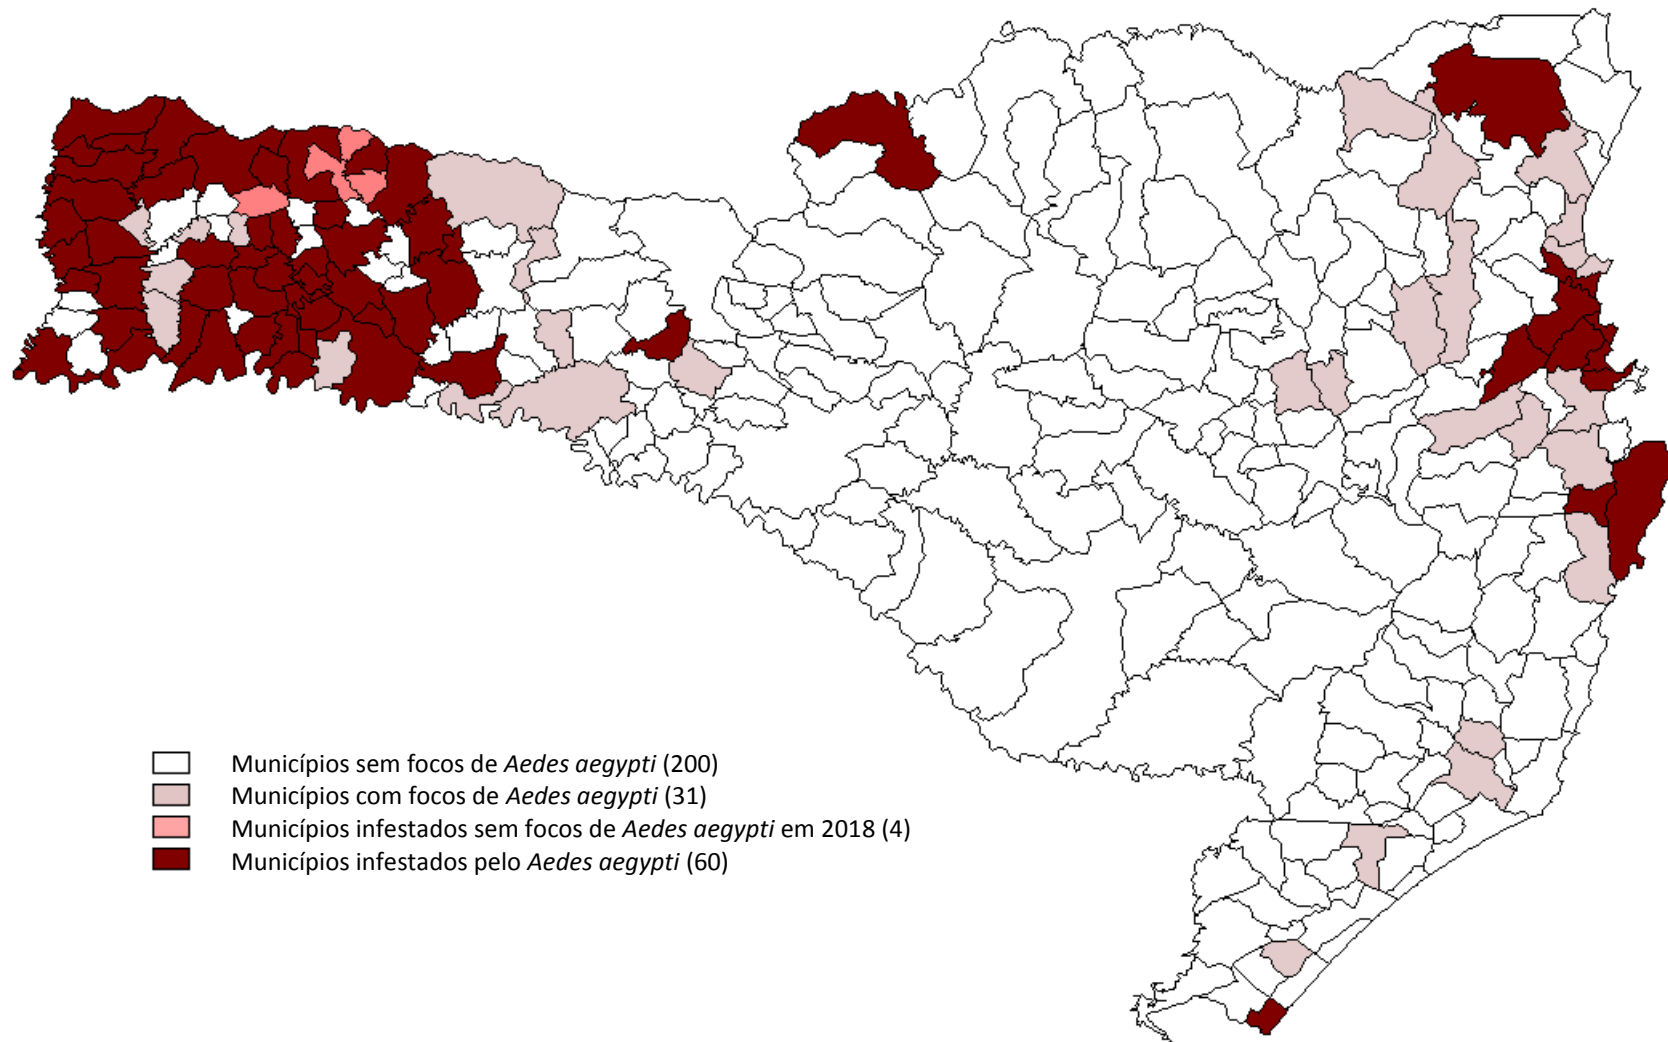 Municípios sem focos de Aedes aegypti (200)
Municípios com focos de Aedes aegypti (31)
Municípios infestados sem focos de Aedes aegypti em 2018 (4)
Municípios infestados pelo Aedes aegypti (60)